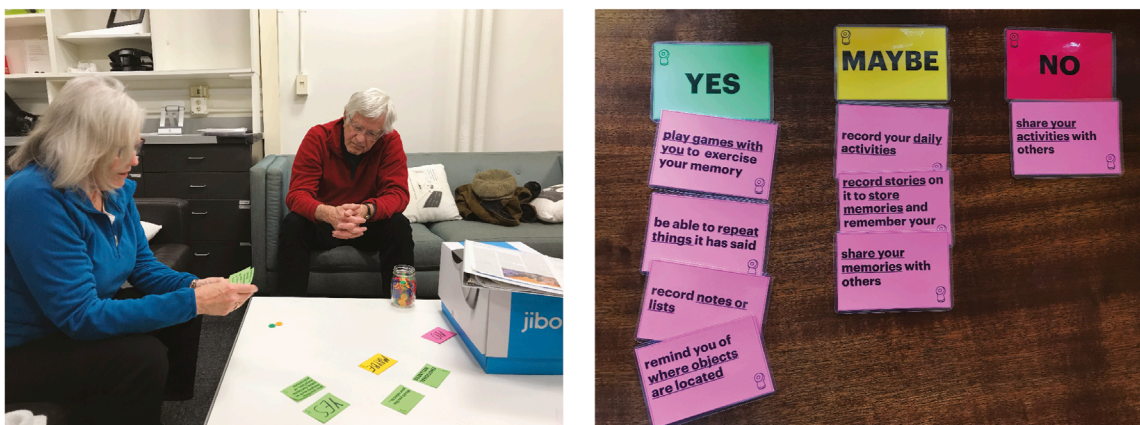 jibo
NO
YES
YES
play games with
you to exercise
your memory
be able to repeat
things it has said
record notes or
lists
remind you of
where objects
are located
MAYBE
record your daily
activities
record stories on
it to store
memories and
remember your
share your
memories with
others
NO
share your
activities with
others